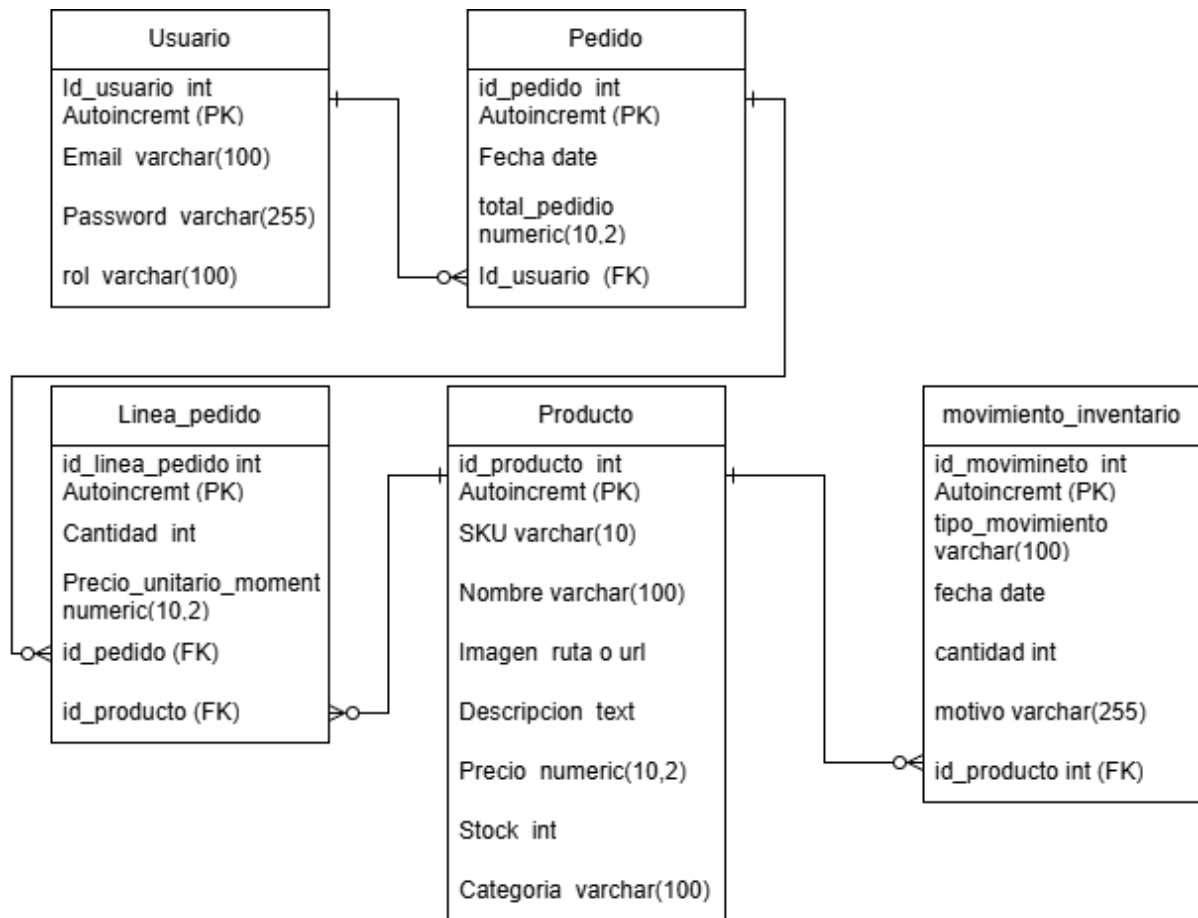 Usuario
Id_usuario int
Autoincremt (PK)
Email varchar(100)
Password varchar(255)
rol varchar(100)
Pedido
id_pedido int
Autoincremt (PK)
Fecha date
total_pedidio
numeric(10,2)
Id_usuario (FK)
Linea_pedido
id_linea_pedido int
Autoincremt (PK)
Cantidad int
Precio_unitario_moment
numeric(10,2)
id_pedido (FK)
id_producto (FK)
Producto
id_producto int
Autoincremt (PK)
SKU varchar(10)
Nombre varchar(100)
Imagen ruta o url
Descripcion text
Precio numeric(10,2)
Stock int
Categoria varchar(100)
movimiento_inventario
id_movimineto int
Autoincremt (PK)
tipo_movimiento
varchar(100)
fecha date
cantidad int
motivo varchar(255)
id_producto int (FK)